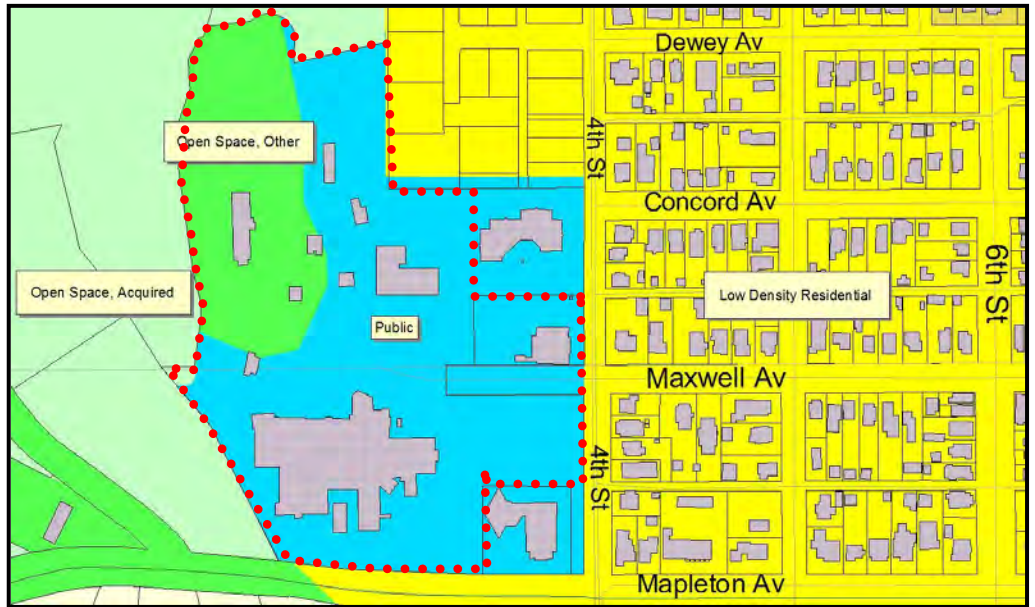 Dewey Av
Open Space, Other
4th St
Concord Av
Open Space, Acquired
Low Density Residential
6th St
Public
Maxwell Av
4th St
Mapleton Av